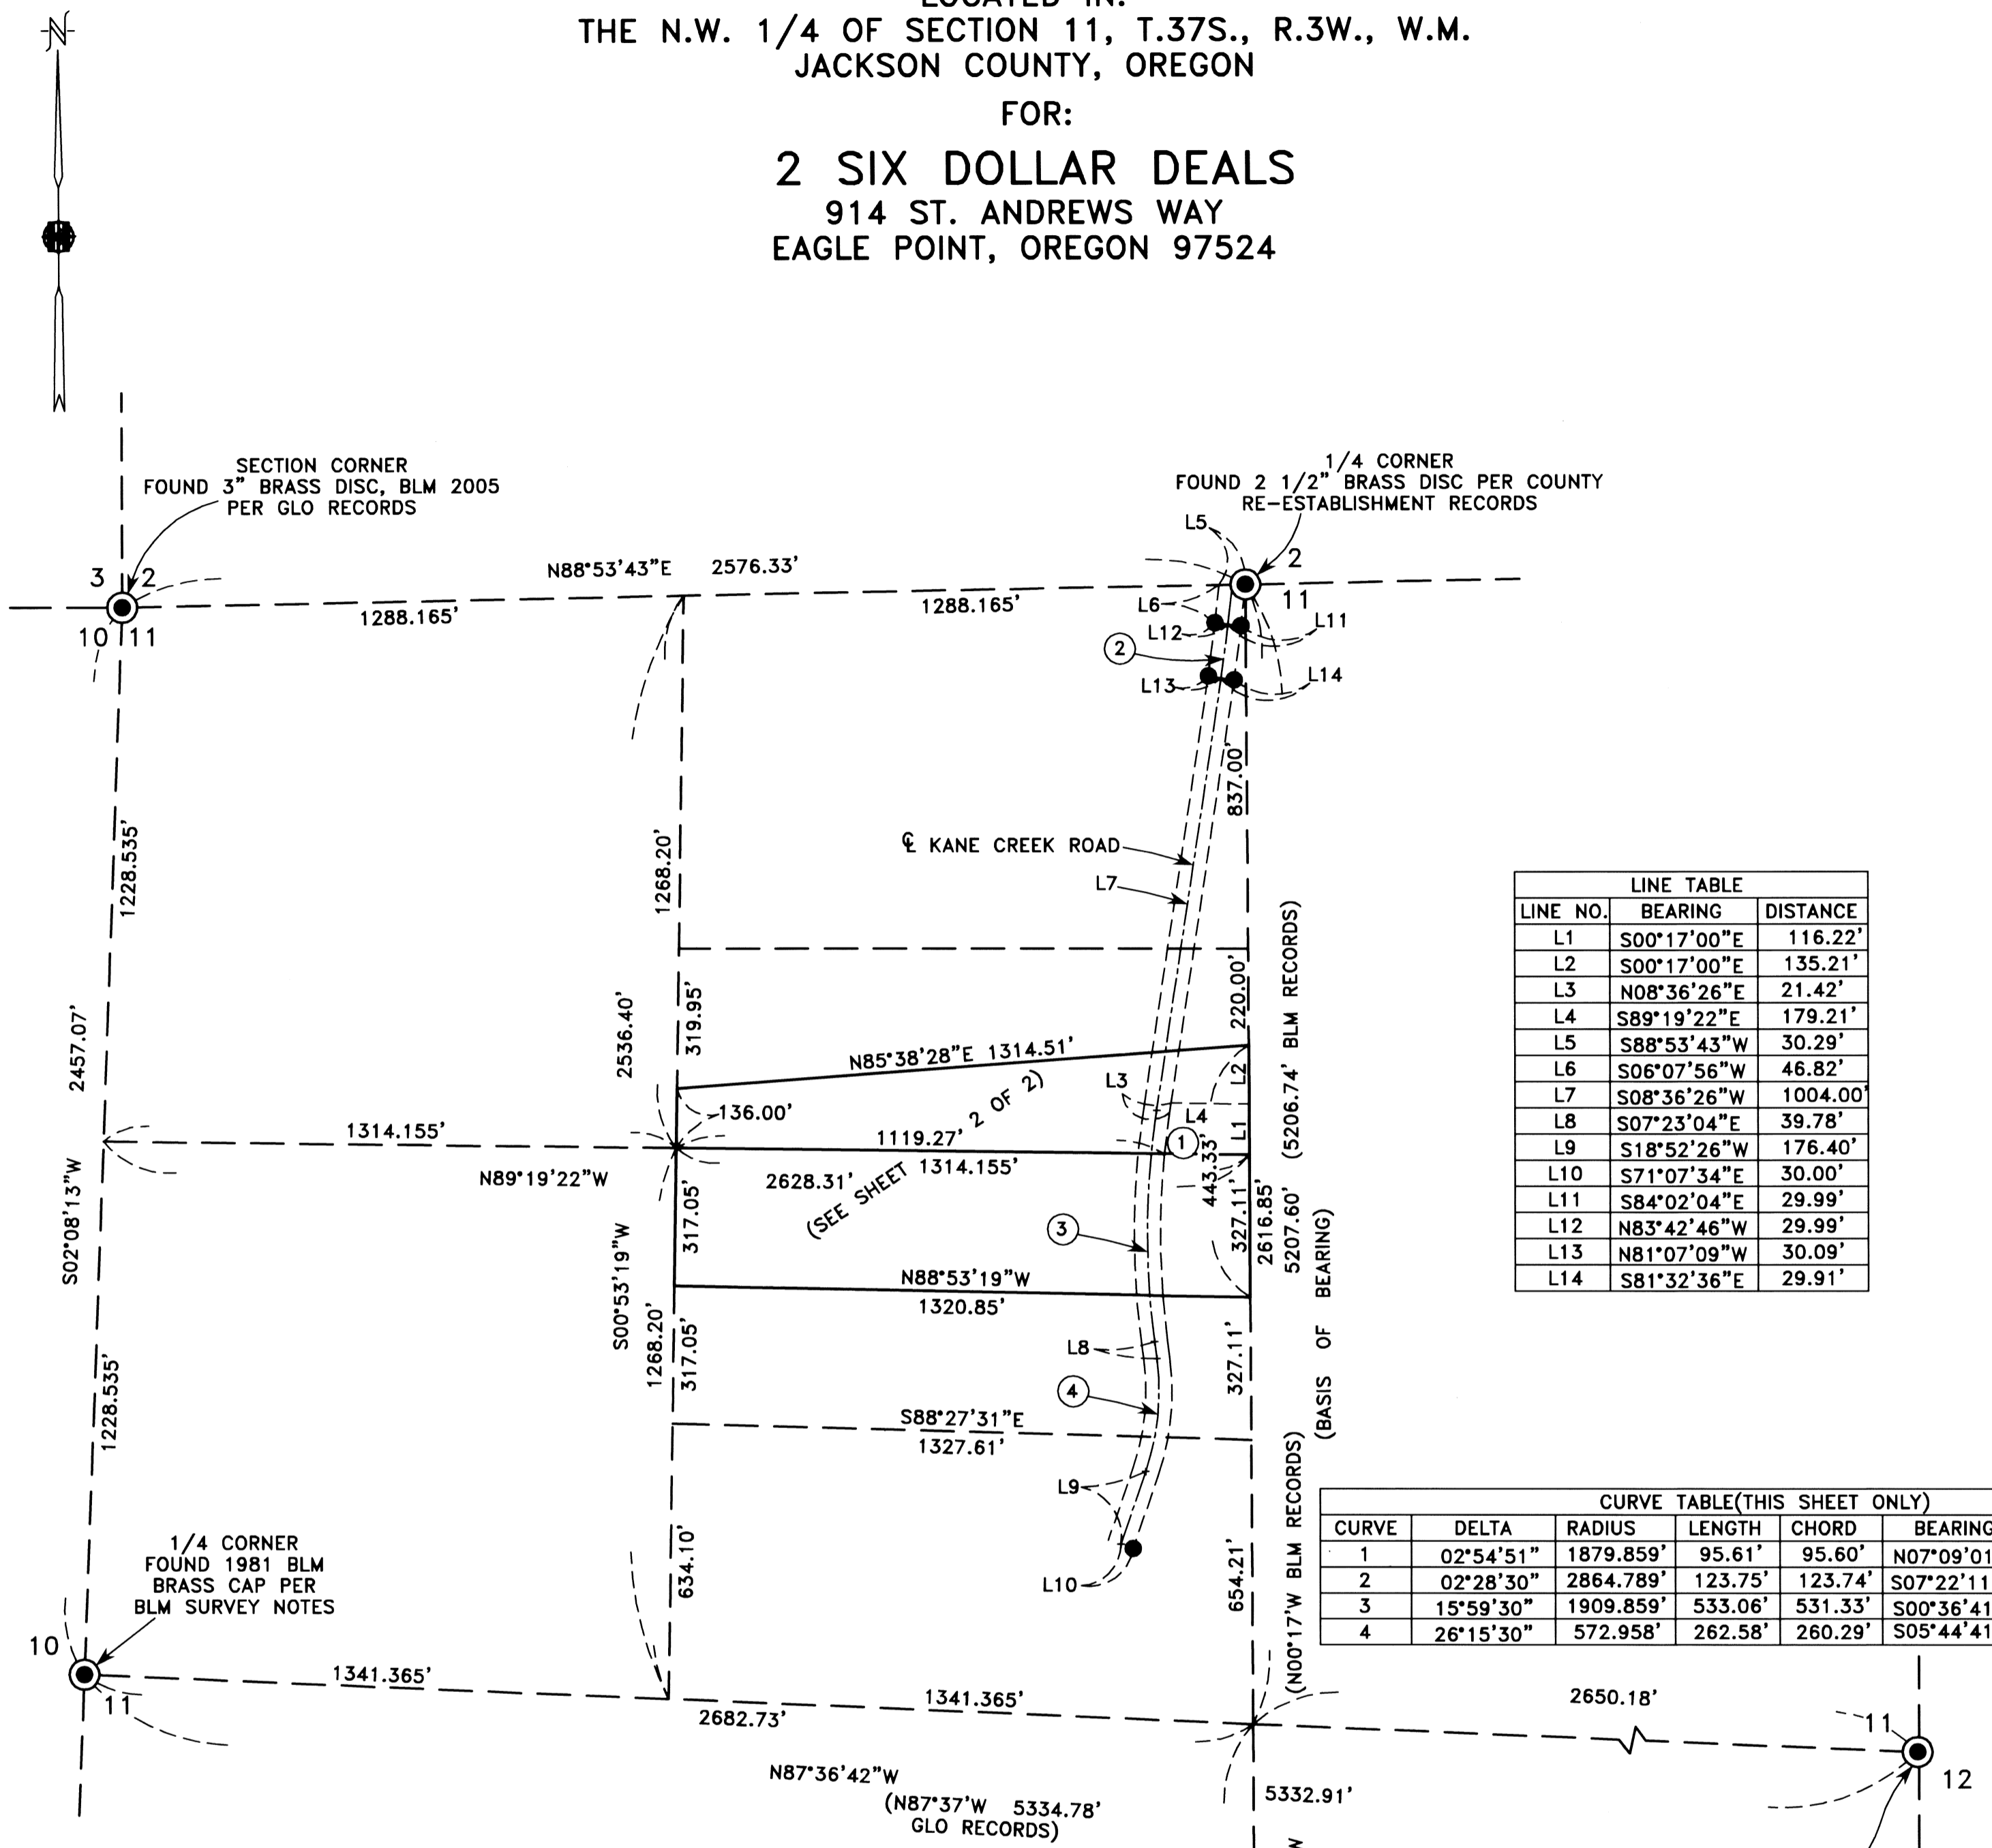 THE N.W. 1/4 OF SECTION 11, T.37S., R.3W., W.M.
JACKSON COUNTY, OREGON
FOR:
2 SIX DOLLAR DEALS
914 ST. ANDREWS WAY
EAGLE POINT, OREGON 97524
N
SECTION CORNER
FOUND 3" BRASS DISC, BLM 2005
PER GLO RECORDS
1/4 CORNER
FOUND 2 1/2" BRASS DISC PER COUNTY
RE-ESTABLISHMENT RECORDS
L5
3 2
10 11
N88°53'43"E 2576.33'
1288.165'
1288.165'
2
11
L6
L12
L11
2
L13
L14
837.00'
1228.535'
1268.20'
℄ KANE CREEK ROAD
L7
(5206.74' BLM RECORDS)
220.00'
2457.07'
2536.40'
319.95'
N85°38'28"E 1314.51'
L3
L2
136.00'
L4
L1
1314.155'
1119.27'
1
N89°19'22"W
2628.31'
1314.155'
(SEE SHEET 2 OF 2)
443.33'
S02°08'13"W
317.05'
327.11'
2616.85'
5207.60'
3
S00°53'19"W
N88°53'19"W
1320.85'
(BASIS OF BEARING)
1268.20'
317.05'
L8
327.11'
4
1228.535'
S88°27'31"E
1327.61'
L9
L10
634.10'
654.21'
(N00°17'W BLM RECORDS)
LINE TABLE
LINE NO. BEARING DISTANCE
L1 S00°17'00"E 116.22'
L2 S00°17'00"E 135.21'
L3 N08°36'26"E 21.42'
L4 S89°19'22"E 179.21'
L5 S88°53'43"W 30.29'
L6 S06°07'56"W 46.82'
L7 S08°36'26"W 1004.00'
L8 S07°23'04"E 39.78'
L9 S18°52'26"W 176.40'
L10 S71°07'34"E 30.00'
L11 S84°02'04"E 29.99'
L12 N83°42'46"W 29.99'
L13 N81°07'09"W 30.09'
L14 S81°32'36"E 29.91'
CURVE TABLE(THIS SHEET ONLY)
CURVE DELTA RADIUS LENGTH CHORD BEARING
1 02°54'51" 1879.859' 95.61' 95.60' N07°09'01
2 02°28'30" 2864.789' 123.75' 123.74' S07°22'11
3 15°59'30" 1909.859' 533.06' 531.33' S00°36'41
4 26°15'30" 572.958' 262.58' 260.29' S05°44'41
1/4 CORNER
FOUND 1981 BLM
BRASS CAP PER
BLM SURVEY NOTES
10
11
1341.365'
1341.365'
2682.73'
2650.18'
11
12
N87°36'42"W
5332.91'
(N87°37'W 5334.78'
GLO RECORDS)
W